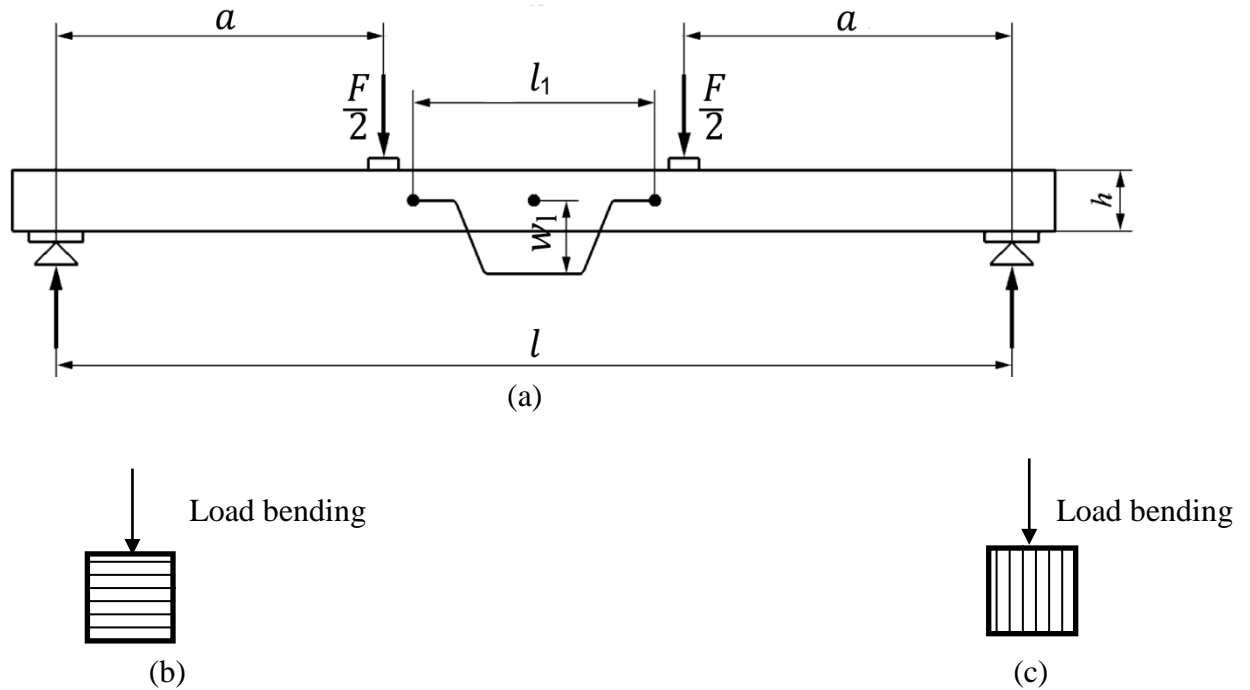 a
a
l₁
F/2
F/2
w₁
h
l
(a)
Load bending
Load bending
(b)
(c)